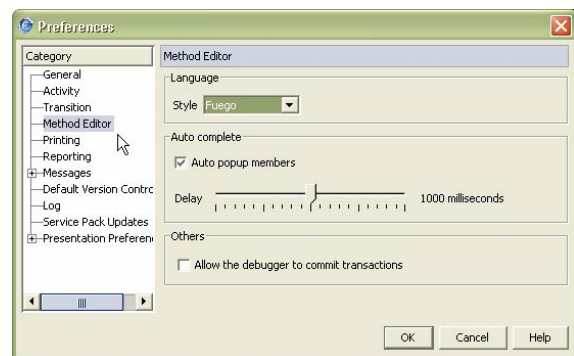 Preferences
Category
General
Activity
Transition
Method Editor
Printing
Reporting
Messages
Default Version Contrc
Log
Service Pack Updates
Presentation Preferen
Method Editor
Language
Style Fuego
Auto complete
Auto popup members
Delay 1000 milliseconds
Others
Allow the debugger to commit transactions
OK Cancel Help